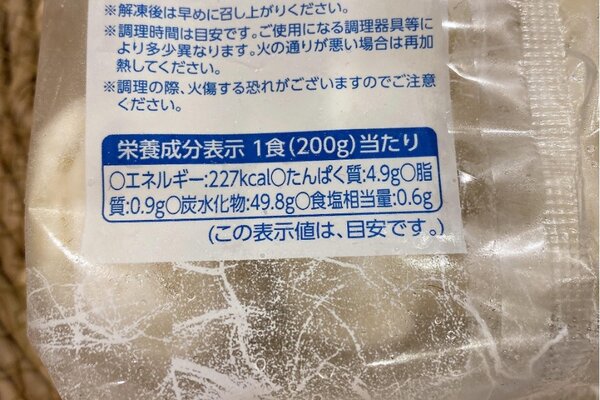 ※解凍後は早めに召し上がりください。
※調理時間は目安です。ご使用になる調理器具等に
より多少異なります。火の通りが悪い場合は再加
熱してください。
※調理の際、火傷する恐れがございますのでご注意
ください。
栄養成分表示 1食(200g)当たり
○エネルギー:227kcal○たんぱく質:4.9g○脂
質:0.9g○炭水化物:49.8g○食塩相当量:0.6g
(この表示値は、目安です。)